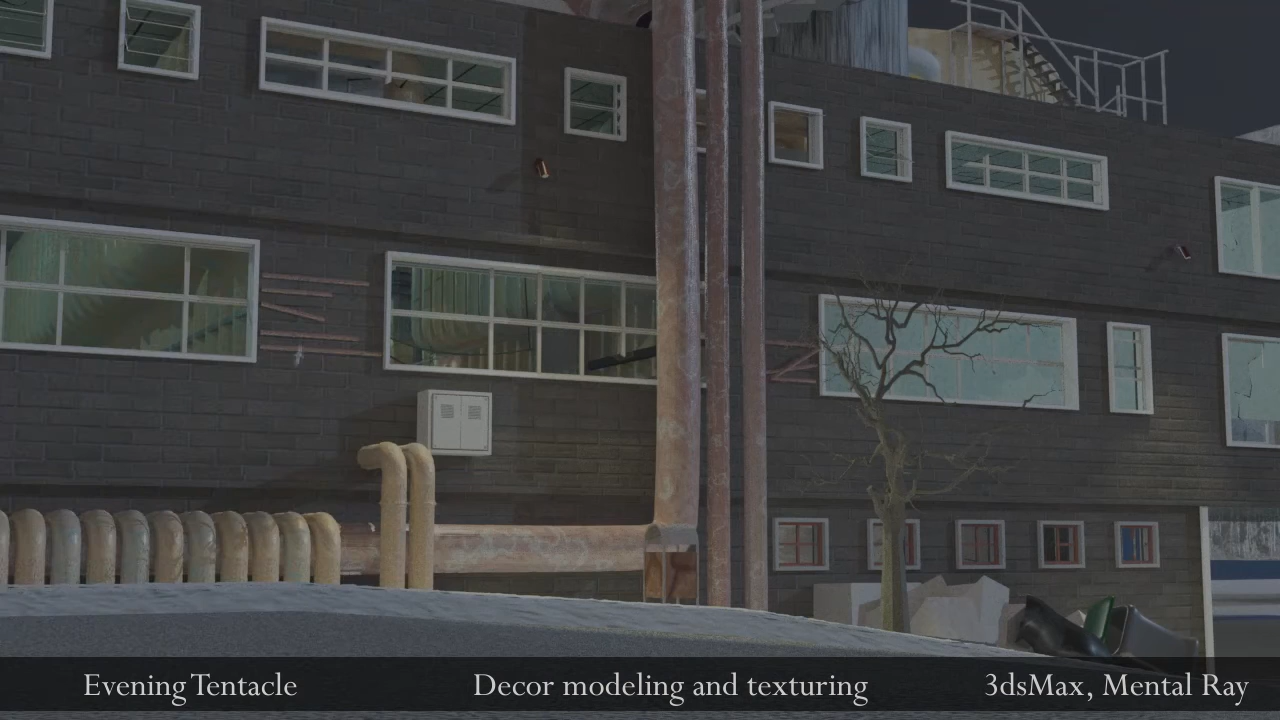 Evening Tentacle
Decor modeling and texturing
3dsMax, Mental Ray